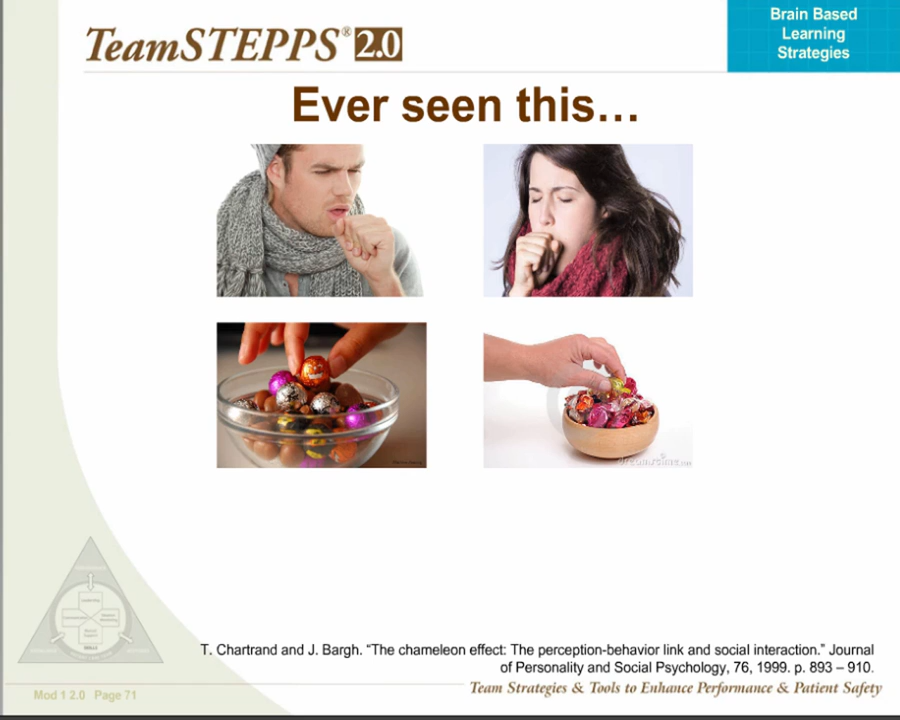 TeamSTEPPS® 2.0
Brain Based
Learning
Strategies
Ever seen this…
T. Chartrand and J. Bargh. “The chameleon effect: The perception-behavior link and social interaction.” Journal
of Personality and Social Psychology, 76, 1999. p. 893 – 910.
Team Strategies & Tools to Enhance Performance & Patient Safety
Mod 1 2.0 Page 71
dreamstime